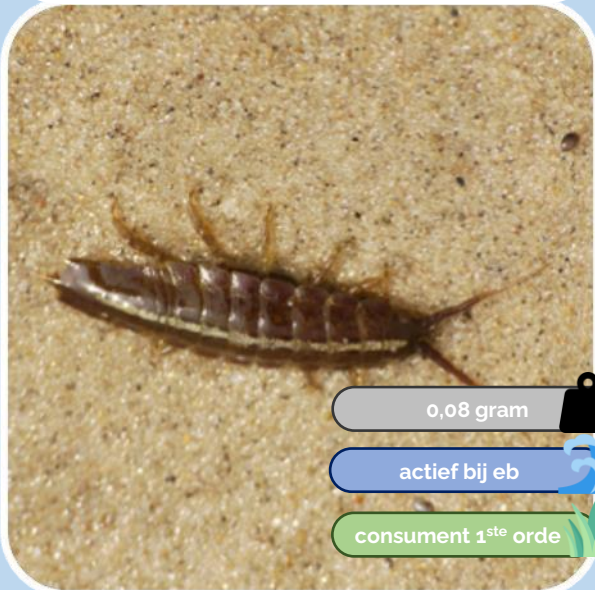 0,08 gram
actief bij eb
consument 1ste orde